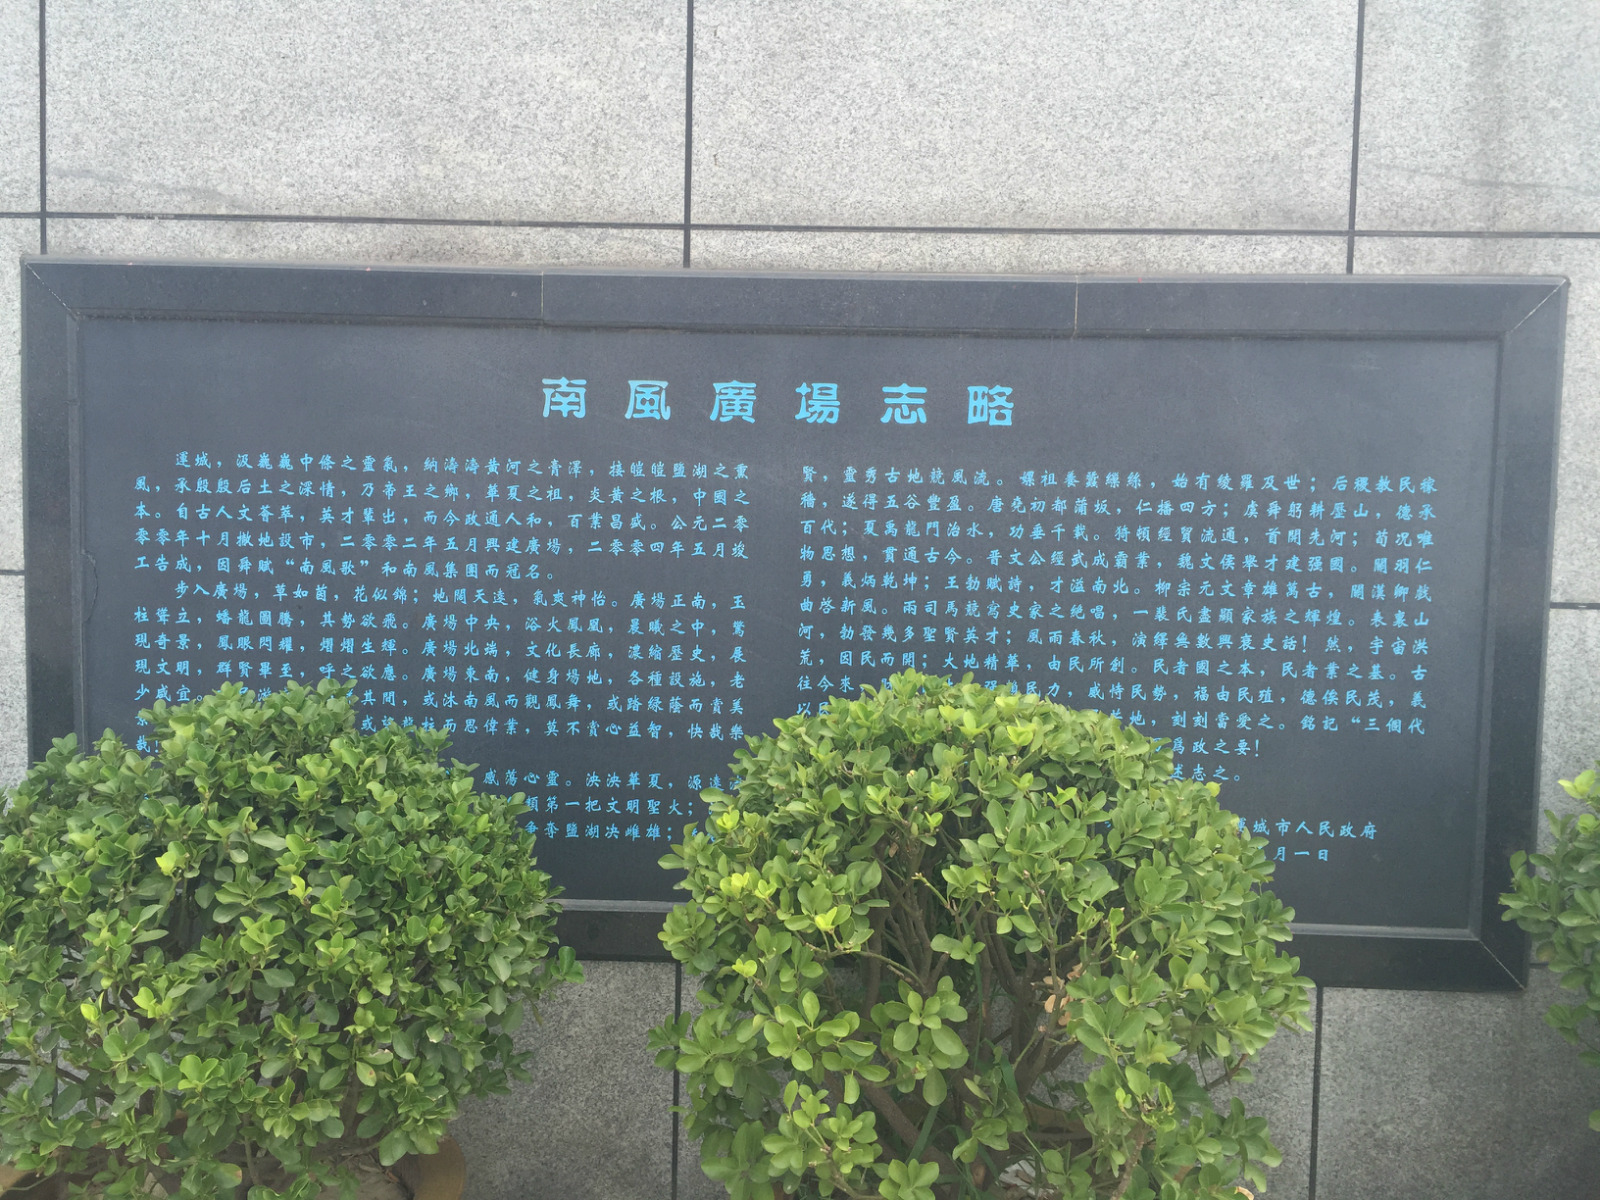 南風廣場志略
運城，汲巍巍中條之靈氣，納濤濤黃河之膏澤，接皚皚鹽湖之熏
風，承殷殷后土之深情，乃帝王之鄉，華夏之祖，炎黃之根，中國之
本。自古人文薈萃，英才輩出，而今政通人和，百業昌盛。公元二零
零零年十月撤地設市，二零零二年五月興建廣場，二零零四年五月竣
工告成，因舜賦“南風歌”和南風集團而冠名。
步入廣場，草如茵，花似錦；地闊天遠，氣爽神怡。廣場正南，玉
柱聳立，蟠龍圖騰，其勢欲飛。廣場中央，浴火鳳凰，晨曦之中，驚
現奇景，鳳眼閃耀，熠熠生輝。廣場北端，文化長廊，濃縮歷史，展
現文明，群賢畢至，呼之欲應。廣場東南，健身場地，各種設施，老
少咸宜。其間，或沐南風而觀鳳舞，或踏綠蔭而賞美
景龍柱而思偉業，莫不賞心益智，快哉樂
哉！
感蕩心靈。泱泱華夏，源遠
類第一把文明聖火；
爭奪鹽湖決雌雄；
賢，靈秀古地競風流。嫘祖養蠶繅絲，始有綾羅及世；后稷教民稼
穡，遂得五谷豐盈。唐堯初都蒲坂，仁播四方；虞舜躬耕歷山，德承
百代；夏禹龍門治水，功垂千載。猗頓經貿流通，首開先河；荀況唯
物思想，貫通古今。晉文公經武成霸業，魏文侯舉才建强國。關羽仁
勇，義炳乾坤；王勃賦詩，才溢南北。柳宗元文章雄萬古，關漢卿戲
曲啓新風。兩司馬競寫史家之絶唱，一裴氏盡顯家族之輝煌。表裏山
河，勃發幾多聖賢英才；風雨春秋，演繹無數興衰史話！然，宇宙洪
荒，因民而開；大地精華，由民所創。民者國之本，民者業之基。古
往今來，民力，威恃民勢，福由民殖，德俟民茂，義
以地，刻刻當愛之。銘記“三個代
爲政之要！
述志之。
運城市人民政府
月一日